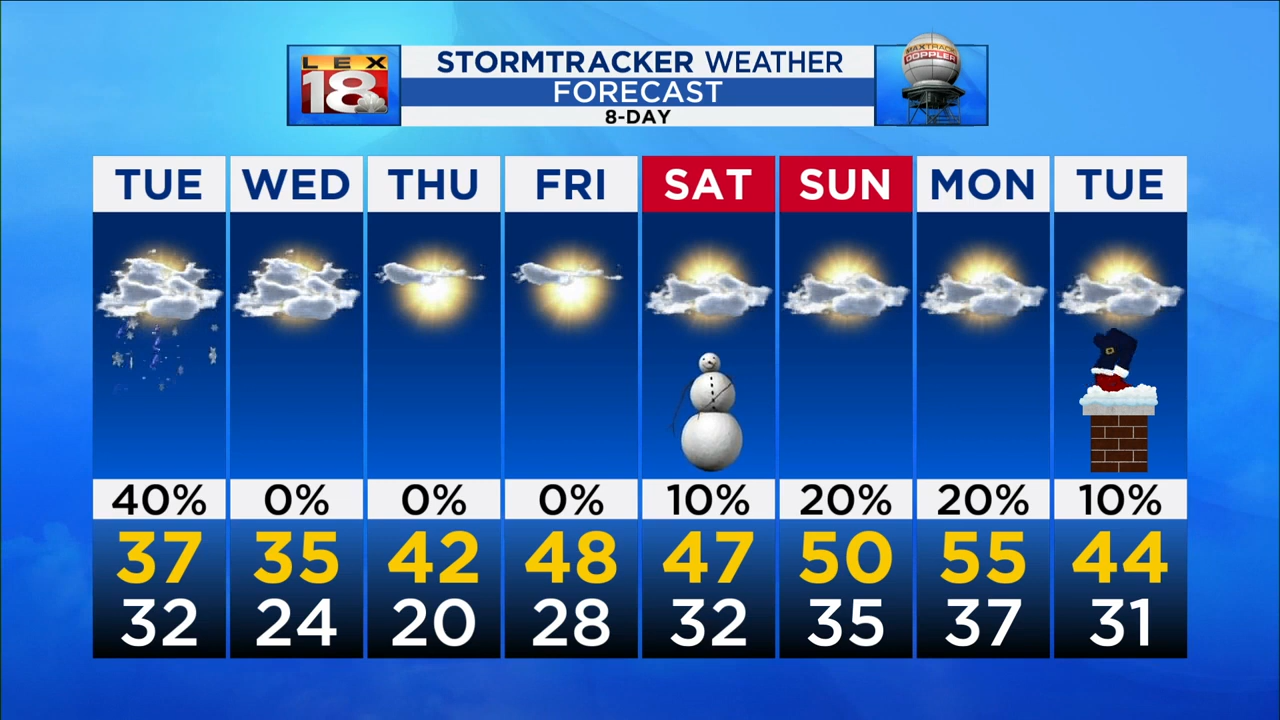 LEX
18
STORMTRACKER WEATHER
FORECAST
8-DAY
MAXTRACK
DOPPLER
TUE WED THU FRI SAT SUN MON TUE
40% 0% 0% 0% 10% 20% 20% 10%
37 35 42 48 47 50 55 44
32 24 20 28 32 35 37 31